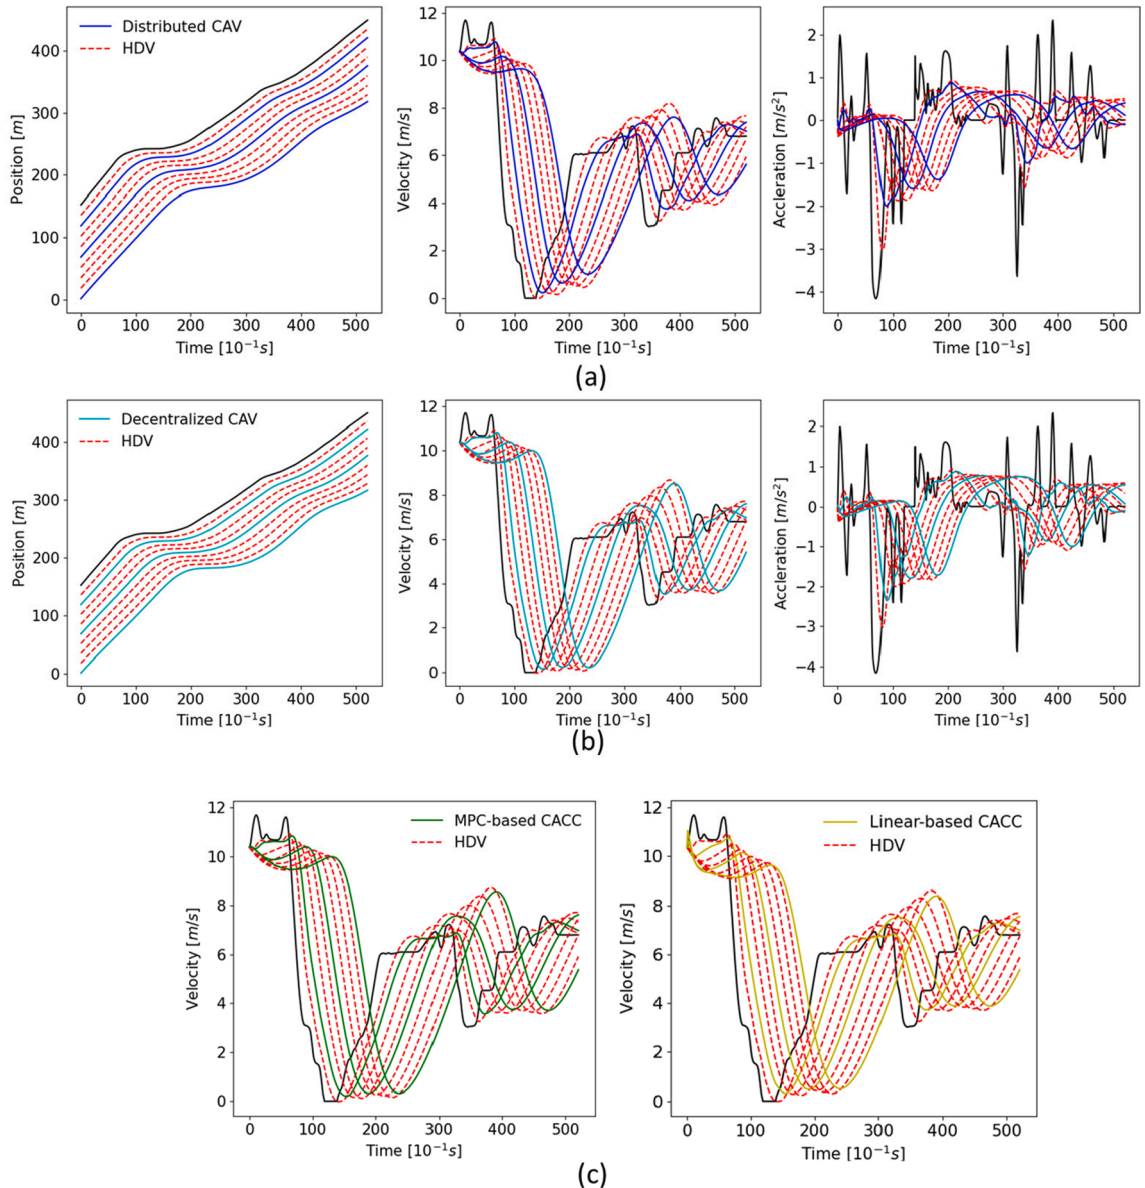 Distributed CAV
HDV
Position [m]
400
300
200
100
0
0 100 200 300 400 500
Time [10⁻¹s]
Velocity [m/s]
12
10
8
6
4
2
0
0 100 200 300 400 500
Time [10⁻¹s]
Accleration [m/s²]
2
1
0
−1
−2
−3
−4
0 100 200 300 400 500
Time [10⁻¹s]
(a)
Decentralized CAV
HDV
Position [m]
400
300
200
100
0
0 100 200 300 400 500
Time [10⁻¹s]
Velocity [m/s]
12
10
8
6
4
2
0
0 100 200 300 400 500
Time [10⁻¹s]
Accleration [m/s²]
2
1
0
−1
−2
−3
−4
0 100 200 300 400 500
Time [10⁻¹s]
(b)
MPC-based CACC
HDV
Velocity [m/s]
12
10
8
6
4
2
0
0 100 200 300 400 500
Time [10⁻¹s]
Linear-based CACC
HDV
Velocity [m/s]
12
10
8
6
4
2
0
0 100 200 300 400 500
Time [10⁻¹s]
(c)